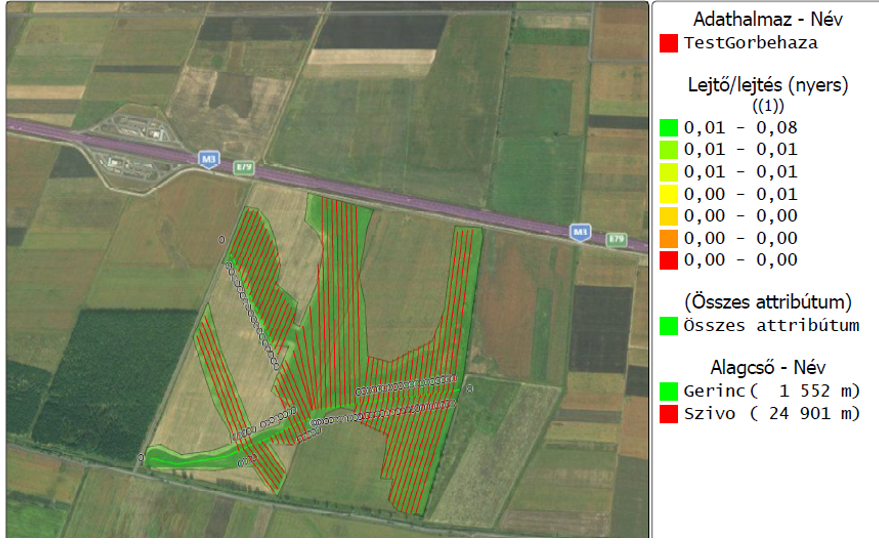 Adathalmaz - Név
TestGorbehaza
Lejtő/lejtés (nyers)
((1))
0,01 - 0,08
0,01 - 0,01
0,01 - 0,01
0,00 - 0,01
0,00 - 0,00
0,00 - 0,00
0,00 - 0,00
(Összes attribútum)
Összes attribútum
Alagcső - Név
Gerinc( 1 552 m)
Szivo ( 24 901 m)
M3
E79
M3
E79